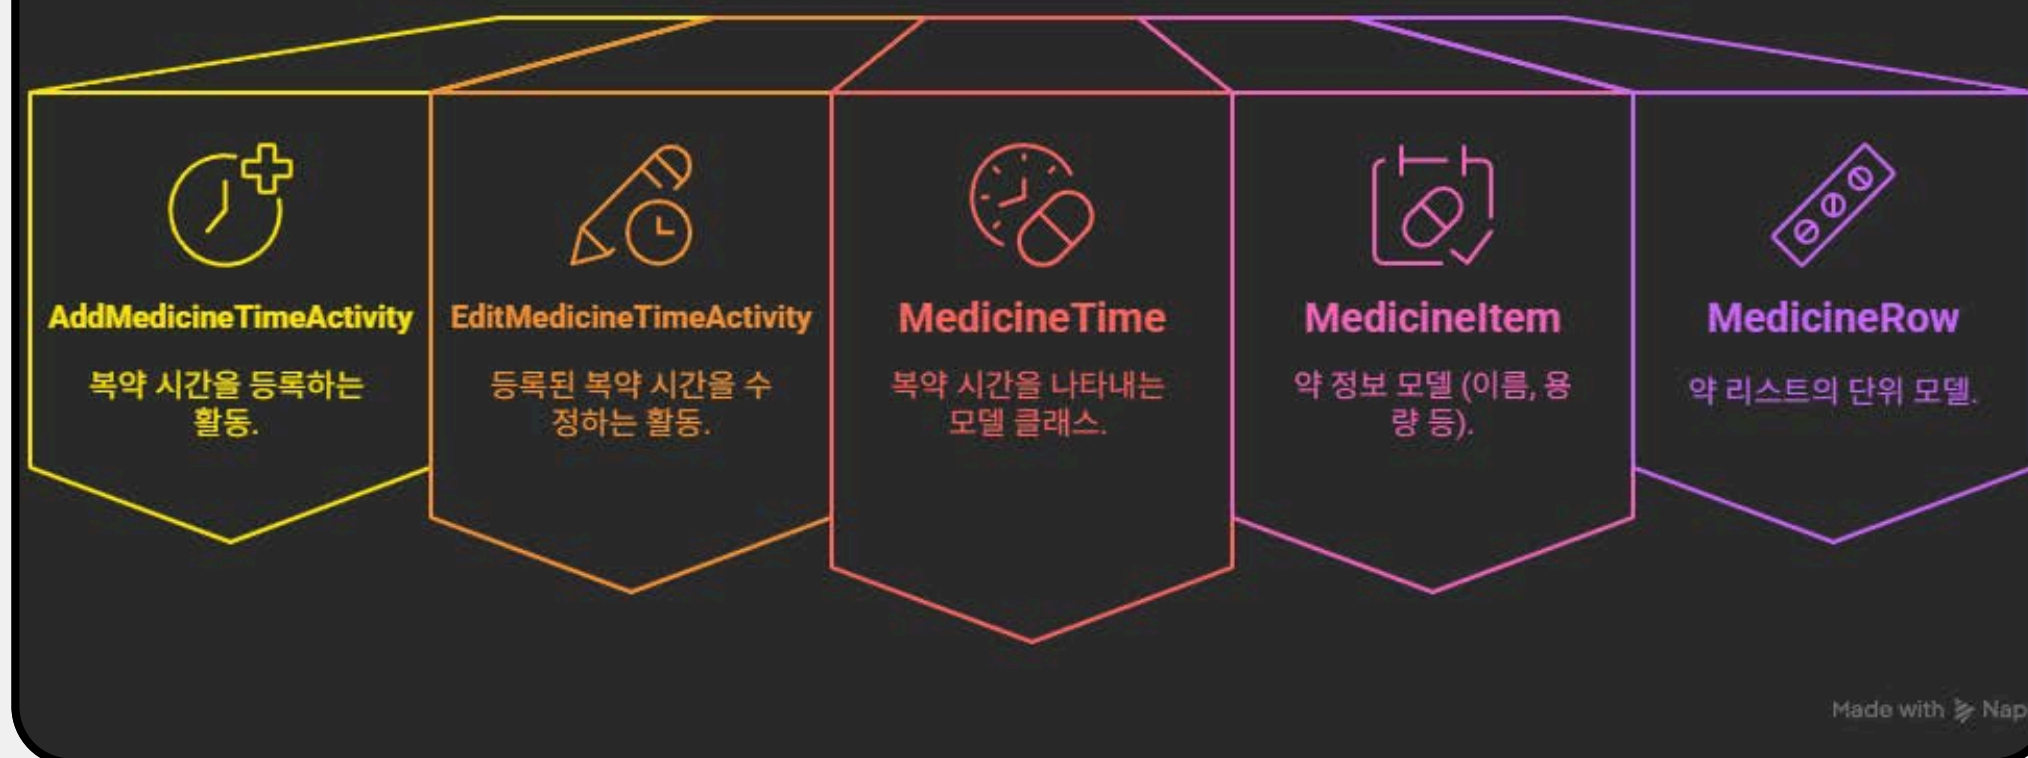 AddMedicineTimeActivity
복약 시간을 등록하는
활동.
EditMedicineTimeActivity
등록된 복약 시간을 수
정하는 활동.
MedicineTime
복약 시간을 나타내는
모델 클래스.
MedicineItem
약 정보 모델 (이름, 용
량 등).
MedicineRow
약 리스트의 단위 모델.
Made with Nap